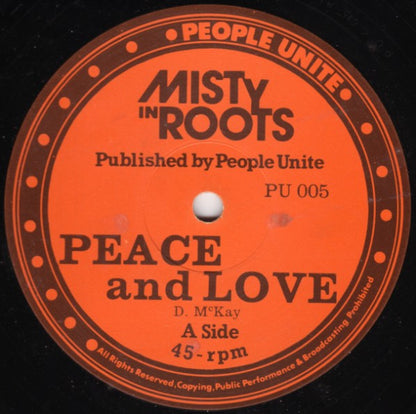 PEOPLE UNITE
MISTY
IN ROOTS
Published by People Unite
PU 005
PEACE
and LOVE
D. McKay
A Side
45-rpm
All Rights Reserved, Copying, Public Performance & Broadcasting Prohibited